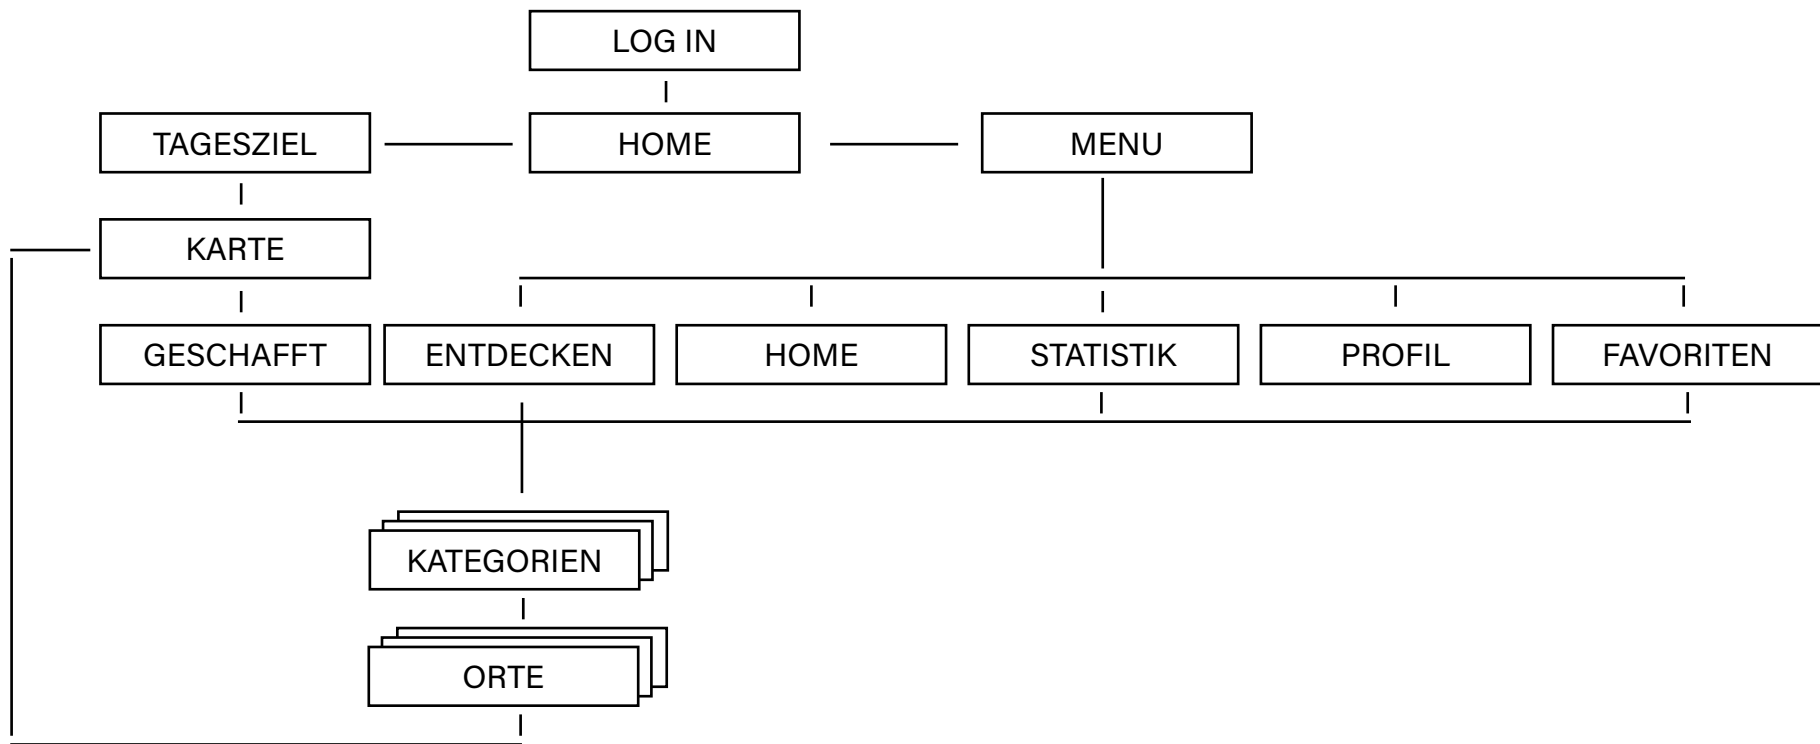 LOG IN
TAGESZIEL
HOME
MENU
KARTE
GESCHAFFT
ENTDECKEN
HOME
STATISTIK
PROFIL
FAVORITEN
KATEGORIEN
ORTE